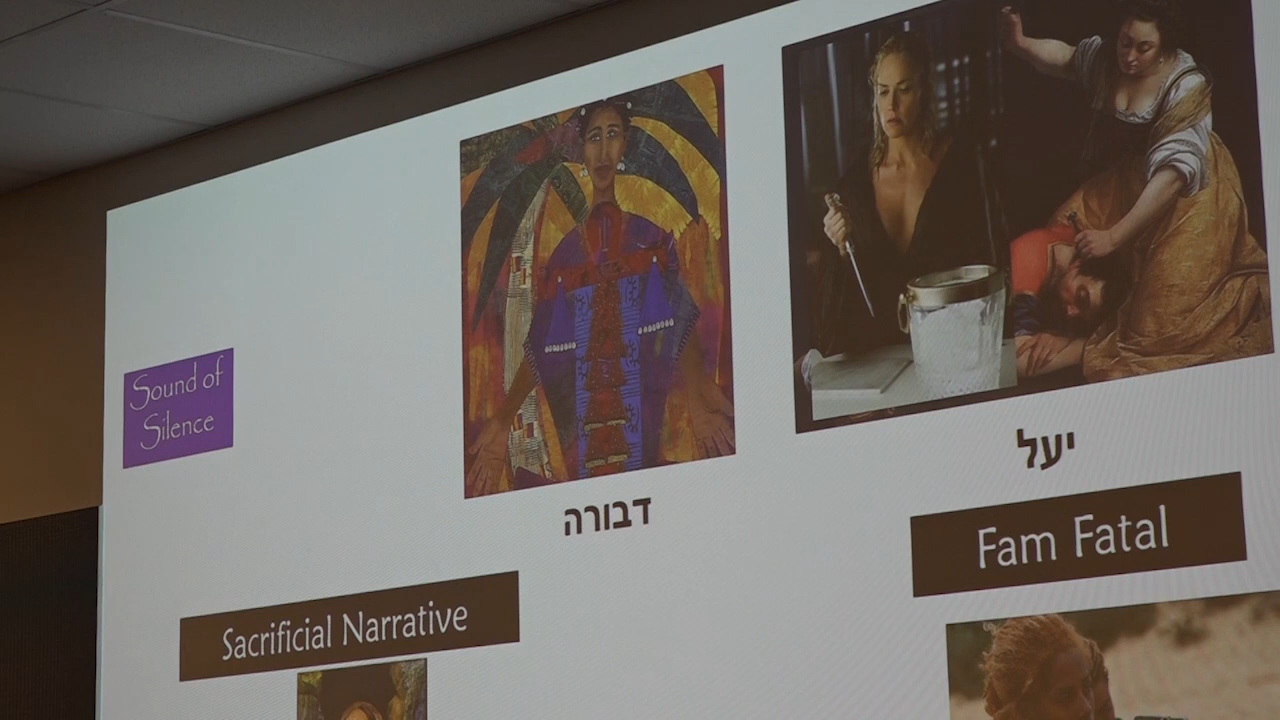 Sound of
Silence
דבורה
יעל
Fam Fatal
Sacrificial Narrative